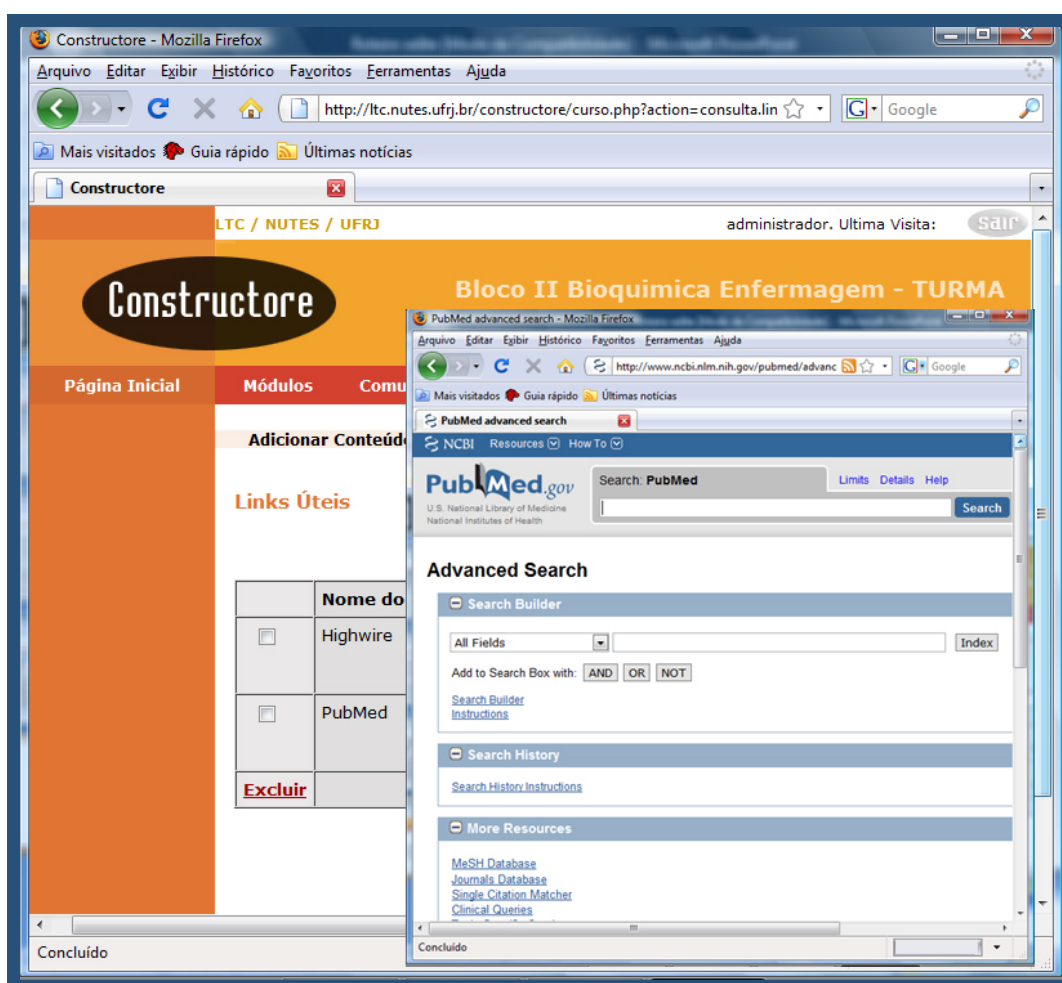 Constructore - Mozilla Firefox
Arquivo Editar Exibir Histórico Favoritos Ferramentas Ajuda
http://ltc.nutes.ufrj.br/constructore/curso.php?action=consulta.lin
Google
Mais visitados Guia rápido Últimas notícias
Constructore
LTC / NUTES / UFRJ
administrador. Ultima Visita:
sair
Constructore
Bloco II Bioquimica Enfermagem - TURMA
Página Inicial Módulos Comu
Adicionar Conteúdo
Links Úteis
Nome do
Highwire
PubMed
Excluir
Concluído
PubMed advanced search - Mozilla Firefox
Arquivo Editar Exibir Histórico Favoritos Ferramentas Ajuda
http://www.ncbi.nlm.nih.gov/pubmed/advanc
Google
Mais visitados Guia rápido Últimas notícias
PubMed advanced search
NCBI Resources How To
PubMed.gov
U.S. National Library of Medicine
National Institutes of Health
Search: PubMed
Limits Details Help
Search
Advanced Search
Search Builder
All Fields
Index
Add to Search Box with: AND OR NOT
Search Builder
Instructions
Search History
Search History Instructions
More Resources
MeSH Database
Journals Database
Single Citation Matcher
Clinical Queries
Concluído